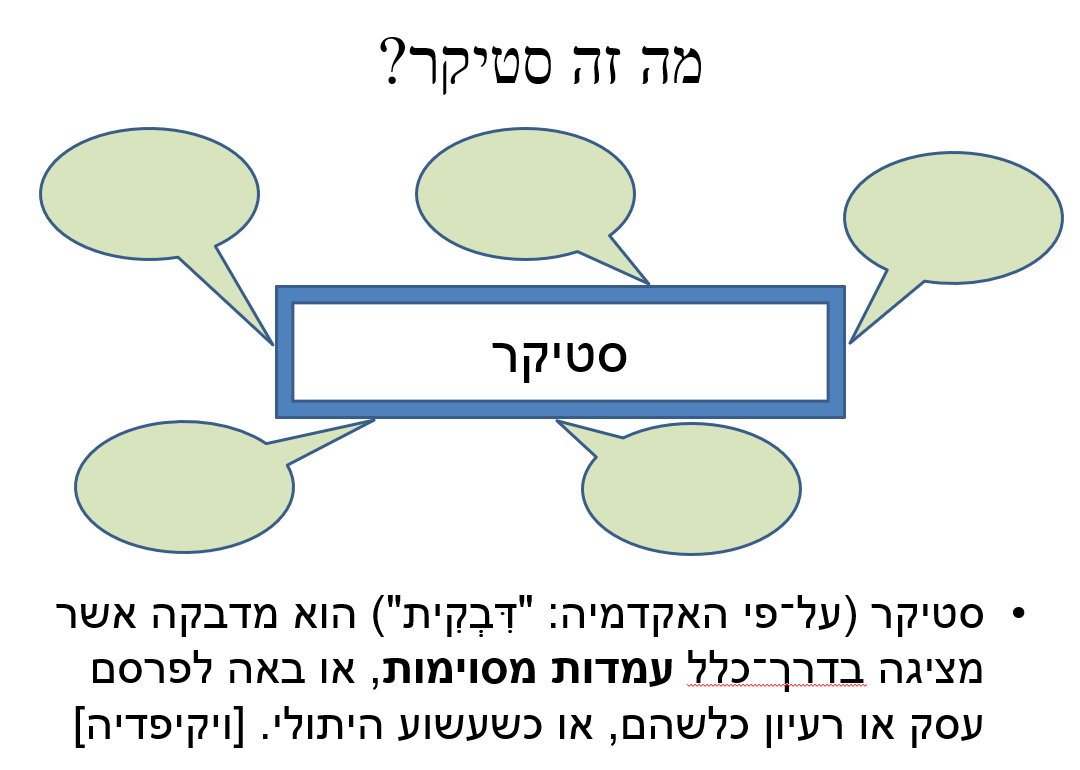 מה זה סטיקר?
סטיקר
• סטיקר (על־פי האקדמיה: "דִּבְקִית") הוא מדבקה אשר
מציגה בדרך־כלל עמדות מסוימות, או באה לפרסם
עסק או רעיון כלשהם, או כשעשוע היתולי. [ויקיפדיה]